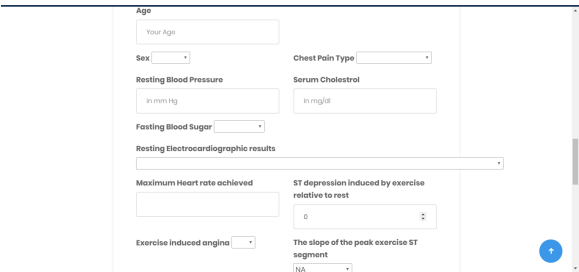 Age
Your Age
Sex
Chest Pain Type
Resting Blood Pressure
Serum Cholestrol
in mm Hg
in mg/dl
Fasting Blood Sugar
Resting Electrocardiographic results
Maximum Heart rate achieved
ST depression induced by exercise
relative to rest
0
Exercise induced angina
The slope of the peak exercise ST
segment
NA